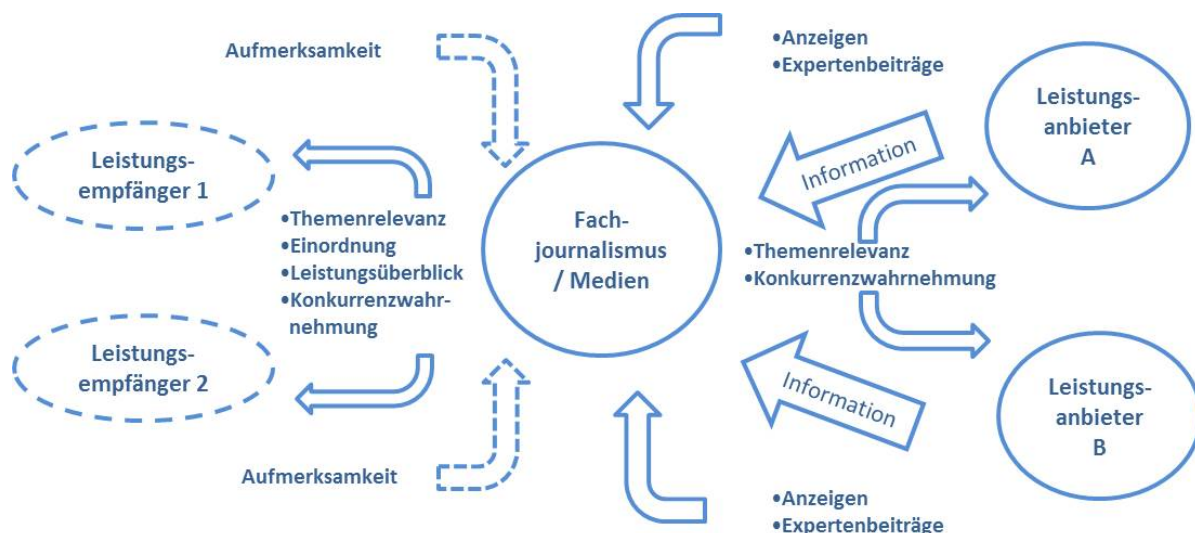 Aufmerksamkeit
•Anzeigen
•Expertenbeiträge
Leistungs-
anbieter
A
Information
Leistungs-
empfänger 1
•Themenrelevanz
•Einordnung
•Leistungsüberblick
•Konkurrenzwahr-
nehmung
Fach-
journalismus
/ Medien
•Themenrelevanz
•Konkurrenzwahrnehmung
Leistungs-
empfänger 2
Information
Leistungs-
anbieter
B
Aufmerksamkeit
•Anzeigen
•Expertenbeiträge